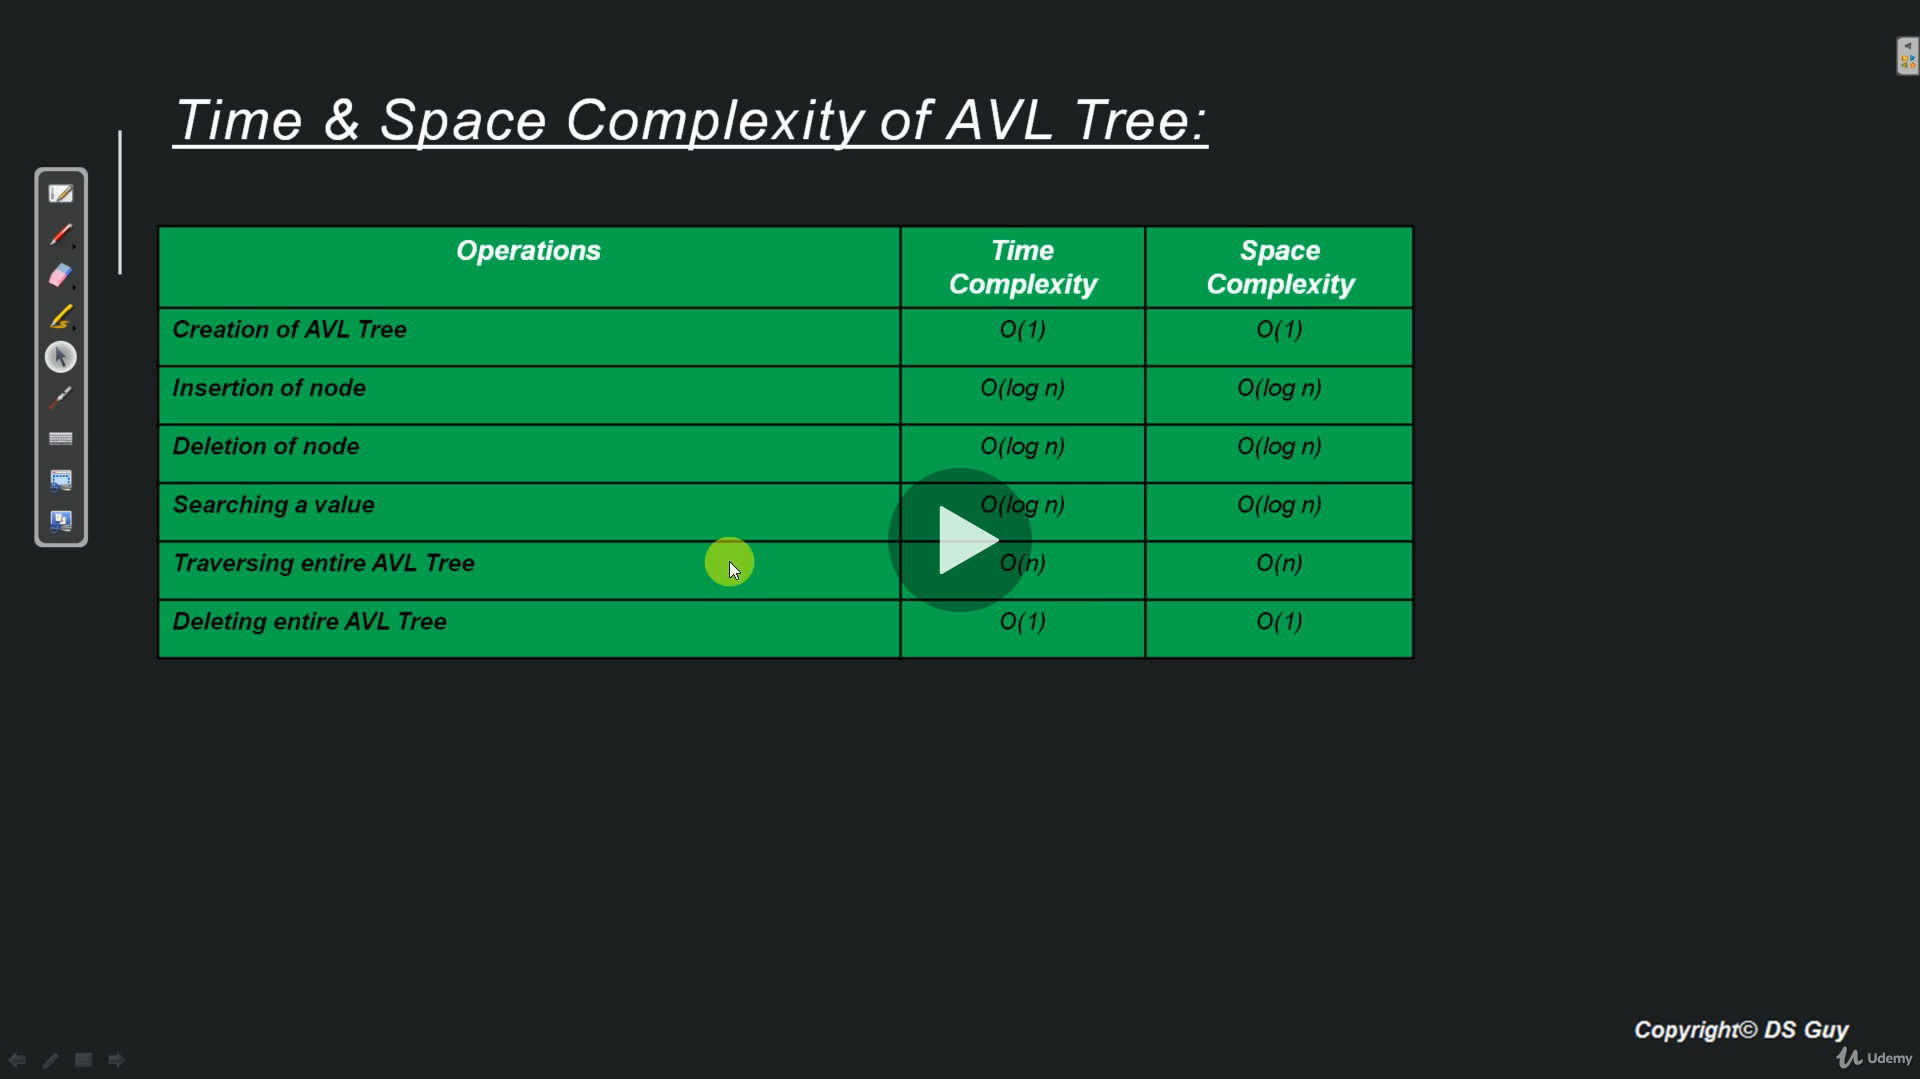 Time & Space Complexity of AVL Tree:
Operations
Time
Complexity
Space
Complexity
Creation of AVL Tree
O(1)
O(1)
Insertion of node
O(log n)
O(log n)
Deletion of node
O(log n)
O(log n)
Searching a value
O(log n)
O(log n)
Traversing entire AVL Tree
O(n)
O(n)
Deleting entire AVL Tree
O(1)
O(1)
Copyright© DS Guy
Udemy